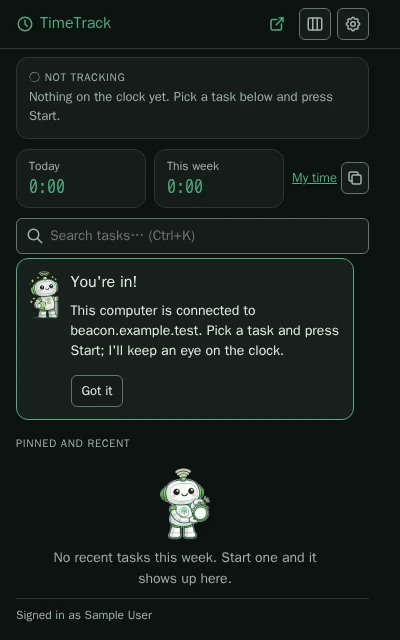 TimeTrack
NOT TRACKING
Nothing on the clock yet. Pick a task below and press
Start.
Today
0:00
This week
0:00
My time
Search tasks… (Ctrl+K)
You're in!
This computer is connected to
beacon.example.test. Pick a task and press
Start; I'll keep an eye on the clock.
Got it
PINNED AND RECENT
No recent tasks this week. Start one and it
shows up here.
Signed in as Sample User